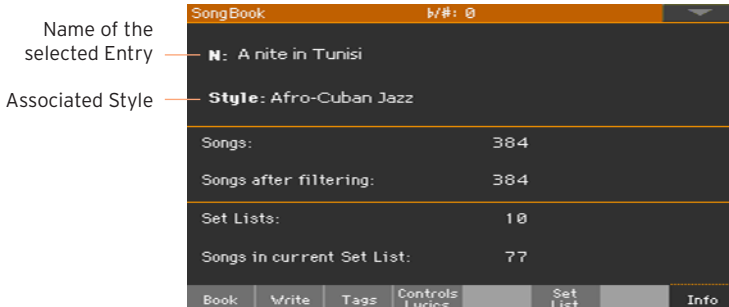 SongBook b/#: 0
Name of the
selected Entry
N: A nite in Tunisi
Associated Style
Style: Afro-Cuban Jazz
Songs: 384
Songs after filtering: 384
Set Lists: 10
Songs in current Set List: 77
Book Write Tags Controls Lyrics Set List Info